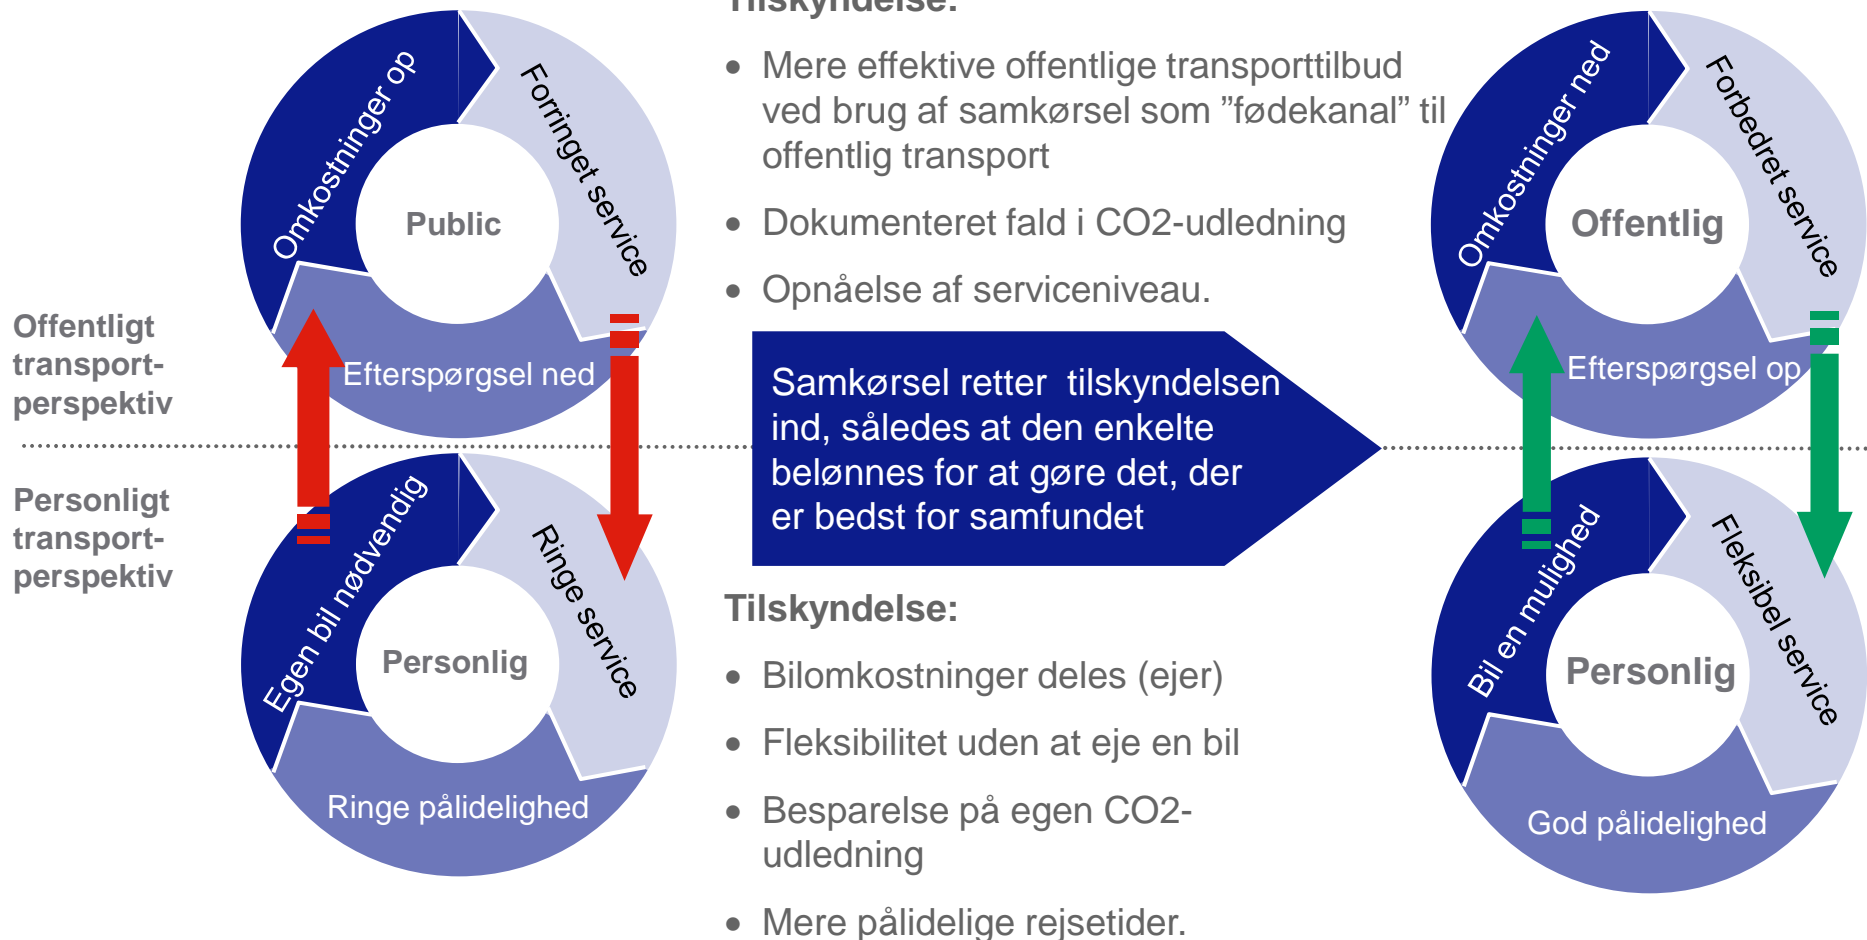 Tilskyndelse:
• Mere effektive offentlige transporttilbud
ved brug af samkørsel som ”fødekanal” til
offentlig transport
• Dokumenteret fald i CO2-udledning
• Opnåelse af serviceniveau.
Omkostninger op
Forringet service
Public
Efterspørgsel ned
Omkostninger ned
Forbedret service
Offentlig
Efterspørgsel op
Offentligt
transport-
perspektiv
Samkørsel retter  tilskyndelsen
ind, således at den enkelte
belønnes for at gøre det, der
er bedst for samfundet
Personligt
transport-
perspektiv
Egen bil nødvendig
Ringe service
Personlig
Ringe pålidelighed
Tilskyndelse:
• Bilomkostninger deles (ejer)
• Fleksibilitet uden at eje en bil
• Besparelse på egen CO2-
udledning
• Mere pålidelige rejsetider.
Bil en mulighed
Fleksibel service
Personlig
God pålidelighed